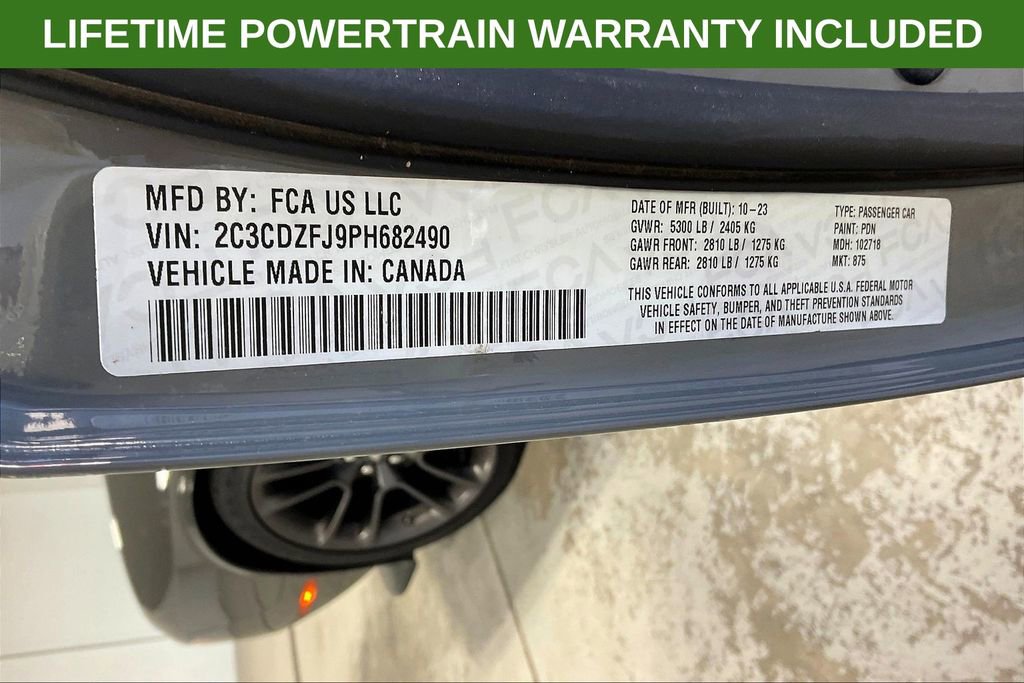 LIFETIME POWERTRAIN WARRANTY INCLUDED
MFD BY: FCA US LLC
VIN: 2C3CDZFJ9PH682490
VEHICLE MADE IN: CANADA
DATE OF MFR (BUILT): 10-23
GVWR: 5300 LB / 2405 KG
GAWR FRONT: 2810 LB / 1275 KG
GAWR REAR: 2810 LB / 1275 KG
TYPE: PASSENGER CAR
PAINT: PDN
MDH: 102718
MKT: 875
THIS VEHICLE CONFORMS TO ALL APPLICABLE U.S.A. FEDERAL MOTOR
VEHICLE SAFETY, BUMPER, AND THEFT PREVENTION STANDARDS
IN EFFECT ON THE DATE OF MANUFACTURE SHOWN ABOVE.